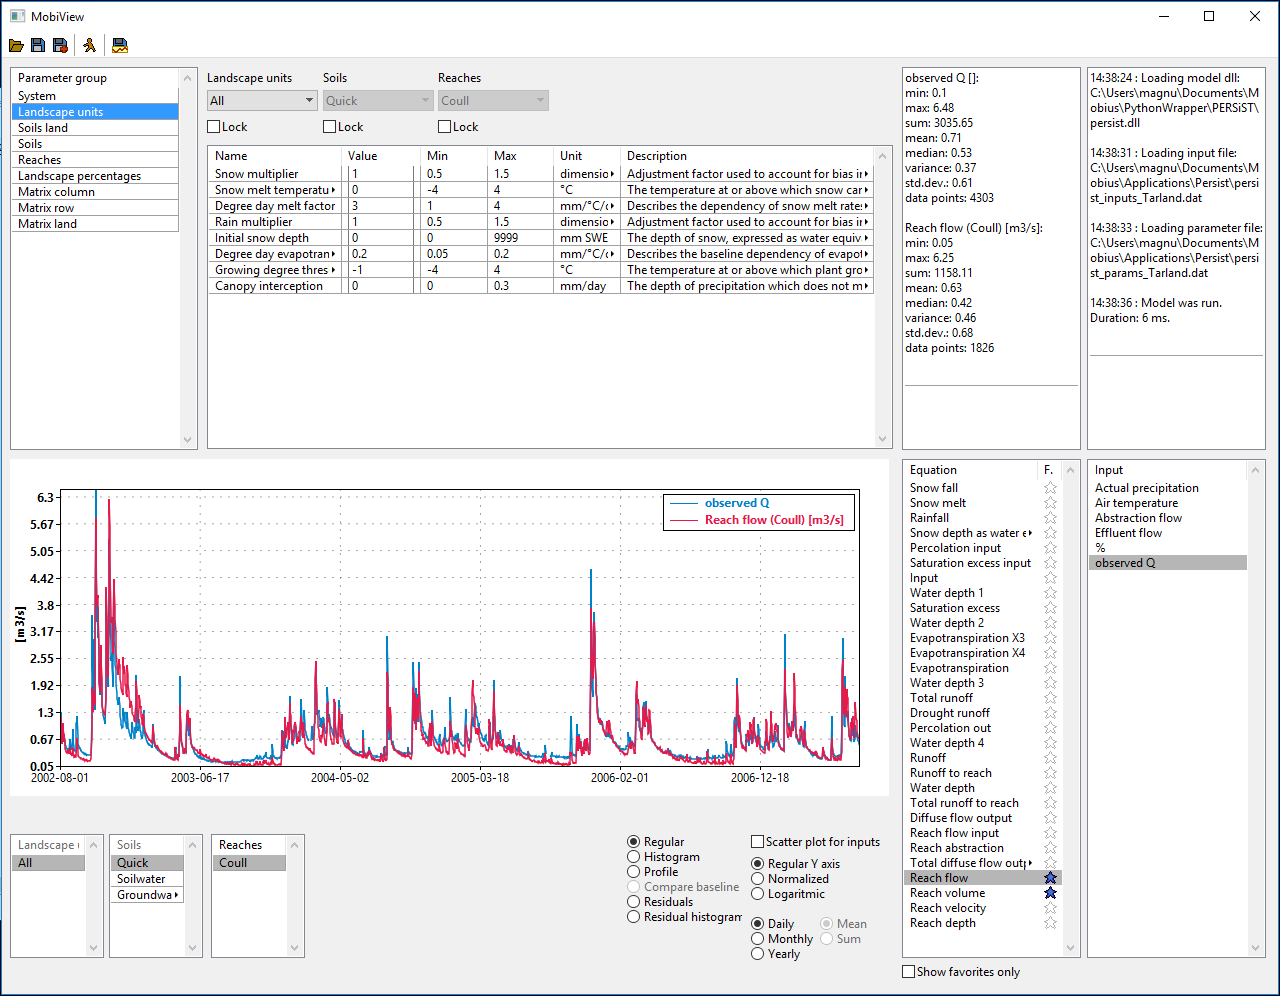 MobiView
Parameter group
System
Landscape units
Soils land
Soils
Reaches
Landscape percentages
Matrix column
Matrix row
Matrix land
Landscape units Soils Reaches
All Quick Coull
Lock Lock Lock
Name Value Min Max Unit Description
Snow multiplier 1 0.5 1.5 dimensio Adjustment factor used to account for bias in
Snow melt temperatu 0 -4 4 °C The temperature at or above which snow car
Degree day melt factor 3 1 4 mm/°C/ Describes the dependency of snow melt rates
Rain multiplier 1 0.5 1.5 dimensio Adjustment factor used to account for bias in
Initial snow depth 0 0 9999 mm SWE The depth of snow, expressed as water equiv
Degree day evapotran 0.2 0.05 0.2 mm/°C/ Describes the baseline dependency of evapot
Growing degree thres -1 -4 4 °C The temperature at or above which plant gro
Canopy interception 0 0 0.3 mm/day The depth of precipitation which does not m
observed Q []:
min: 0.1
max: 6.48
sum: 3035.65
mean: 0.71
median: 0.53
variance: 0.37
std.dev.: 0.61
data points: 4303
Reach flow (Coull) [m3/s]:
min: 0.05
max: 6.25
sum: 1158.11
mean: 0.63
median: 0.42
variance: 0.46
std.dev.: 0.68
data points: 1826
14:38:24 : Loading model dll:
C:\Users\magnu\Documents\M
obius\PythonWrapper\PERSiST\
persist.dll
14:38:31 : Loading input file:
C:\Users\magnu\Documents\M
obius\Applications\Persist\persi
st_inputs_Tarland.dat
14:38:33 : Loading parameter file:
C:\Users\magnu\Documents\M
obius\Applications\Persist\persi
st_params_Tarland.dat
14:38:36 : Model was run.
Duration: 6 ms.
[m3/s]
6.3
5.67
5.05
4.42
3.8
3.17
2.55
1.92
1.3
0.67
0.05
2002-08-01 2003-06-17 2004-05-02 2005-03-18 2006-02-01 2006-12-18
observed Q
Reach flow (Coull) [m3/s]
Equation F.
Snow fall
Snow melt
Rainfall
Snow depth as water e
Percolation input
Saturation excess input
Input
Water depth 1
Saturation excess
Water depth 2
Evapotranspiration X3
Evapotranspiration X4
Evapotranspiration
Water depth 3
Total runoff
Drought runoff
Percolation out
Water depth 4
Runoff
Runoff to reach
Water depth
Total runoff to reach
Diffuse flow output
Reach flow input
Reach abstraction
Total diffuse flow outp
Reach flow
Reach volume
Reach velocity
Reach depth
Show favorites only
Input
Actual precipitation
Air temperature
Abstraction flow
Effluent flow
%
observed Q
Landscape
All
Soils
Quick
Soilwater
Groundwa
Reaches
Coull
Regular
Histogram
Profile
Compare baseline
Residuals
Residual histogram
Scatter plot for inputs
Regular Y axis
Normalized
Logaritmic
Daily Mean
Monthly Sum
Yearly